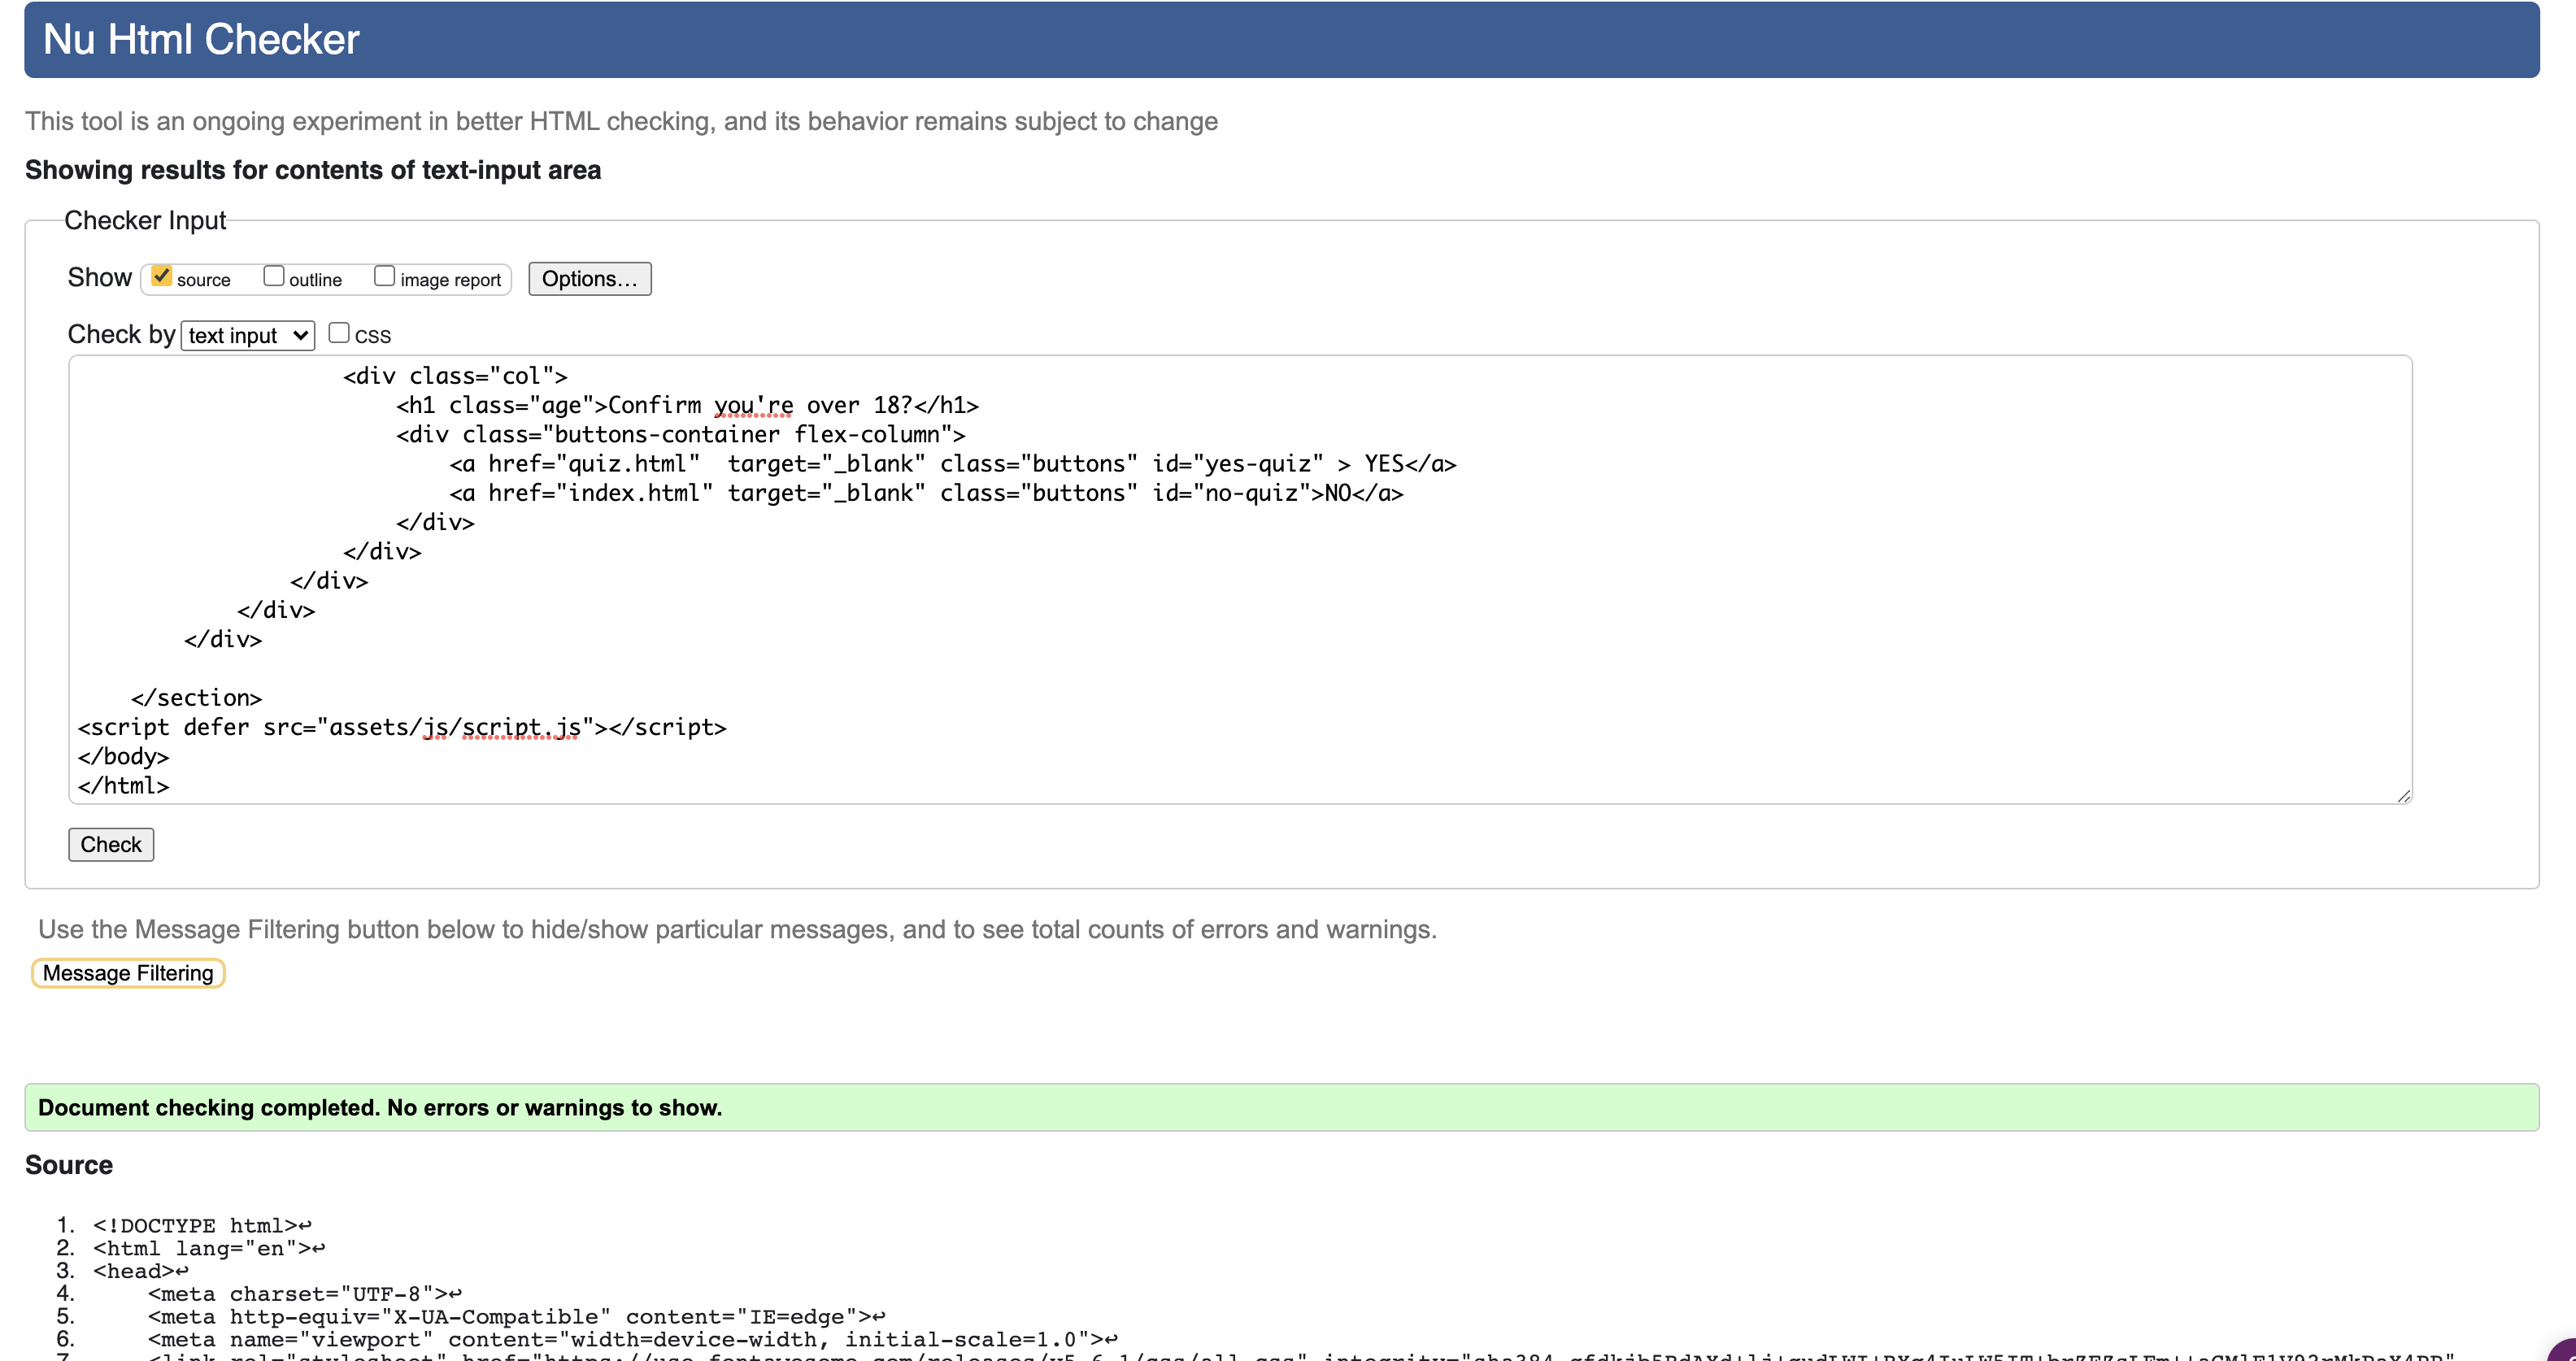 Nu Html Checker
This tool is an ongoing experiment in better HTML checking, and its behavior remains subject to change
Showing results for contents of text-input area
Checker Input
Show source outline image report Options...
Check by text input CSS
<div class="col">
<h1 class="age">Confirm you're over 18?</h1>
<div class="buttons-container flex-column">
<a href="quiz.html"  target="_blank" class="buttons" id="yes-quiz" > YES</a>
<a href="index.html" target="_blank" class="buttons" id="no-quiz">NO</a>
</div>
</div>
</div>
</div>
</div>
</section>
<script defer src="assets/js/script.js"></script>
</body>
</html>
Check
Use the Message Filtering button below to hide/show particular messages, and to see total counts of errors and warnings.
Message Filtering
Document checking completed. No errors or warnings to show.
Source
1. <!DOCTYPE html>↩
2. <html lang="en">↩
3. <head>↩
4. <meta charset="UTF-8">↩
5. <meta http-equiv="X-UA-Compatible" content="IE=edge">↩
6. <meta name="viewport" content="width=device-width, initial-scale=1.0">↩